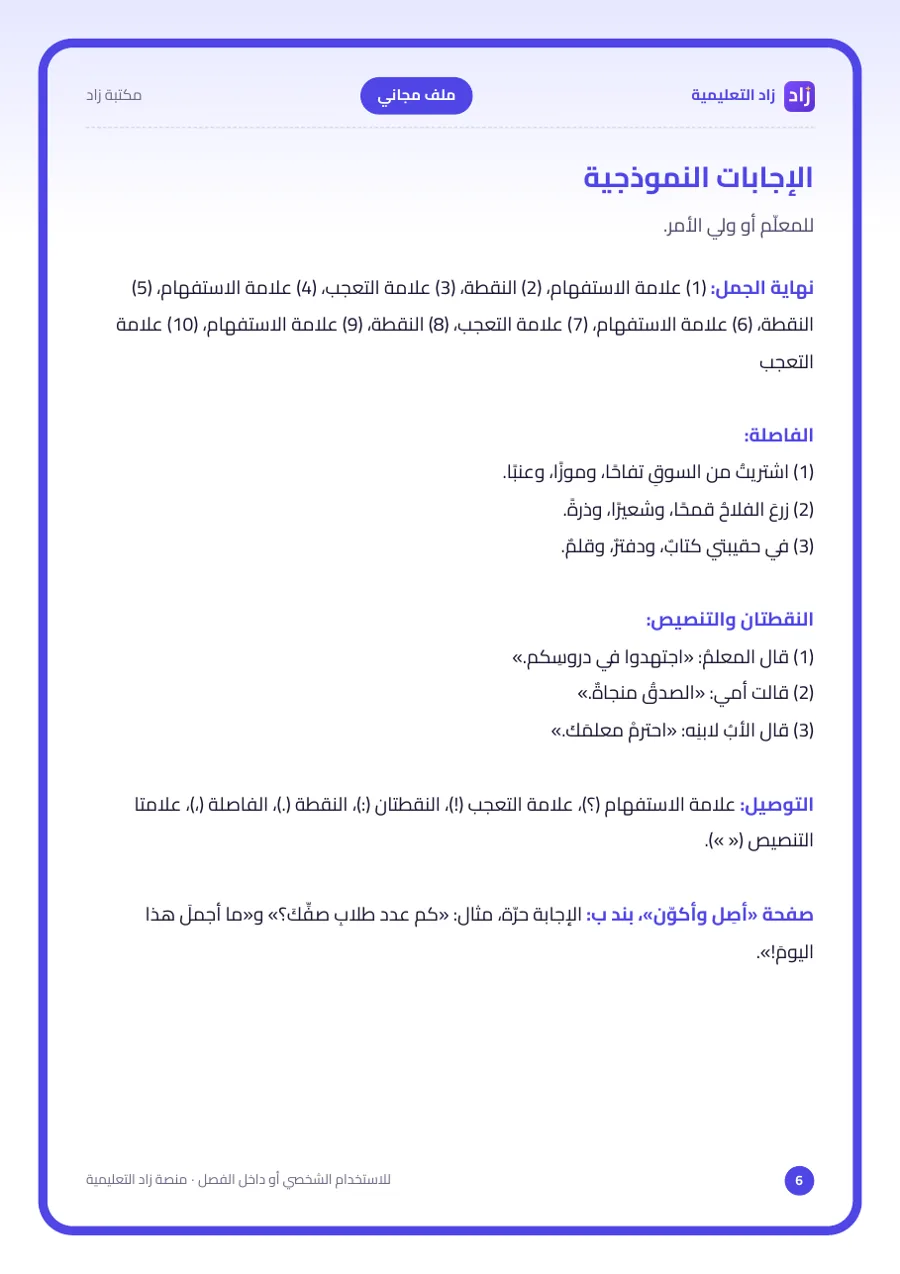 زاد
زاد التعليمية
ملف مجاني
مكتبة زاد
الإجابات النموذجية
للمعلّم أو ولي الأمر.
نهاية الجمل: (1) علامة الاستفهام، (2) النقطة، (3) علامة التعجب، (4) علامة الاستفهام، (5)
النقطة، (6) علامة الاستفهام، (7) علامة التعجب، (8) النقطة، (9) علامة الاستفهام، (10) علامة
التعجب
الفاصلة:
(1) اشتريتُ من السوقِ تفاحًا، وموزًا، وعنبًا.
(2) زرعَ الفلاحُ قمحًا، وشعيرًا، وذرةً.
(3) في حقيبتي كتابٌ، ودفترٌ، وقلمٌ.
النقطتان والتنصيص:
(1) قال المعلمُ: «اجتهدوا في دروسِكم.»
(2) قالت أمي: «الصدقُ منجاةٌ.»
(3) قال الأبُ لابنِه: «احترمْ معلمَك.»
التوصيل: علامة الاستفهام (؟)، علامة التعجب (!)، النقطتان (:)، النقطة (.)، الفاصلة (،)، علامتا
التنصيص (« »).
صفحة «أصِل وأكوّن»، بند ب: الإجابة حرّة، مثال: «كم عدد طلابِ صفِّكَ؟» و«ما أجملَ هذا
اليومَ!».
6
للاستخدام الشخصي أو داخل الفصل · منصة زاد التعليمية